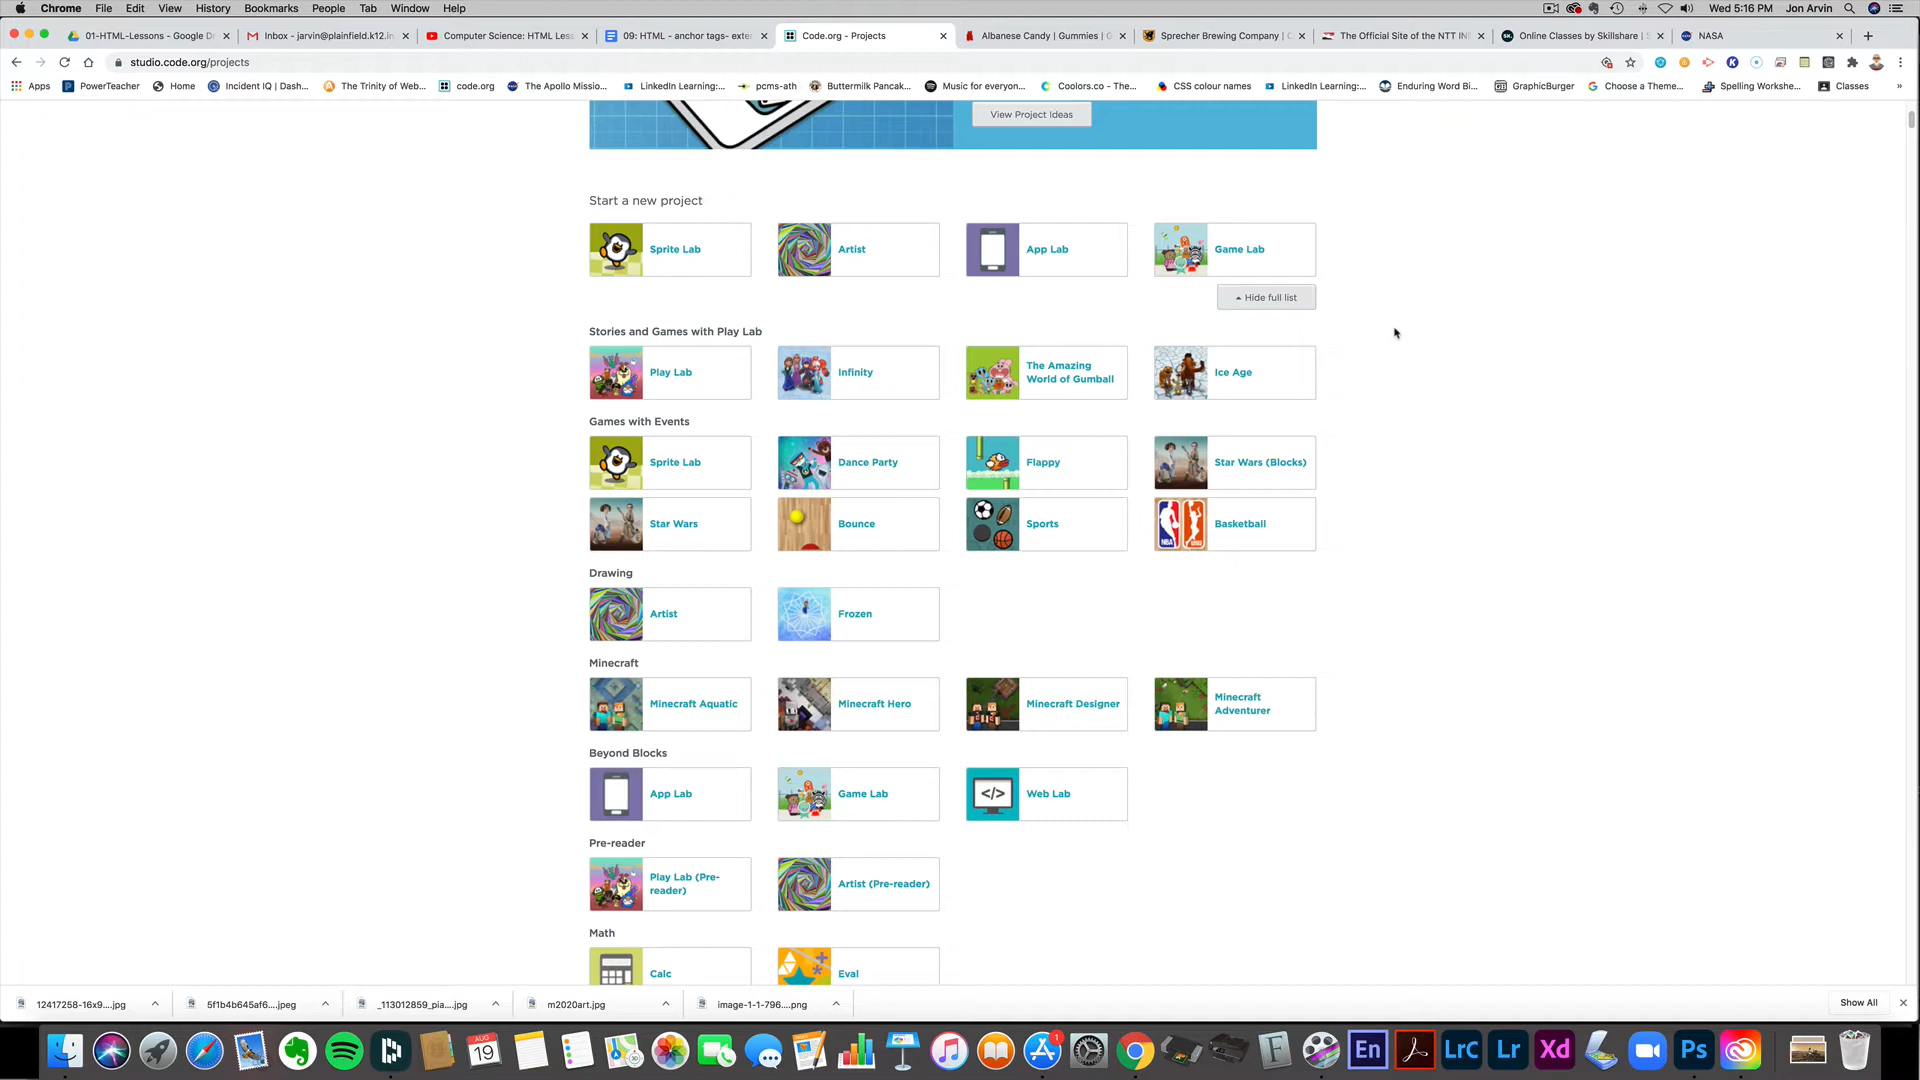 Chrome File Edit View History Bookmarks People Tab Window Help Wed 5:16 PM Jon Arvin
01-HTML-Lessons - Google D Inbox - jarvin@plainfield.k12.in Computer Science: HTML Les 09: HTML - anchor tags- exte Code.org - Projects Albanese Candy | Gummies | G Sprecher Brewing Company | C The Official Site of the NTT IN Online Classes by Skillshare | S NASA
studio.code.org/projects
Apps PowerTeacher Home Incident IQ | Dash... The Trinity of Web... code.org The Apollo Missio... LinkedIn Learning:... pcms-ath Buttermilk Pancak... Music for everyon... Coolors.co - The... CSS colour names LinkedIn Learning:... Enduring Word Bi... GraphicBurger Choose a Theme... Spelling Workshe... Classes »
View Project Ideas
Start a new project
Sprite Lab Artist App Lab Game Lab
Hide full list
Stories and Games with Play Lab
Play Lab Infinity The Amazing World of Gumball Ice Age
Games with Events
Sprite Lab Dance Party Flappy Star Wars (Blocks)
Star Wars Bounce Sports Basketball
Drawing
Artist Frozen
Minecraft
Minecraft Aquatic Minecraft Hero Minecraft Designer Minecraft Adventurer
Beyond Blocks
App Lab Game Lab Web Lab
Pre-reader
Play Lab (Pre-reader) Artist (Pre-reader)
Math
Calc Eval
12417258-16x9....jpg 5f1b4b645af6....jpeg _113012859_pia....jpg m2020art.jpg image-1-1-796....png Show All
AUG 19 1 En LrC Lr Xd Ps